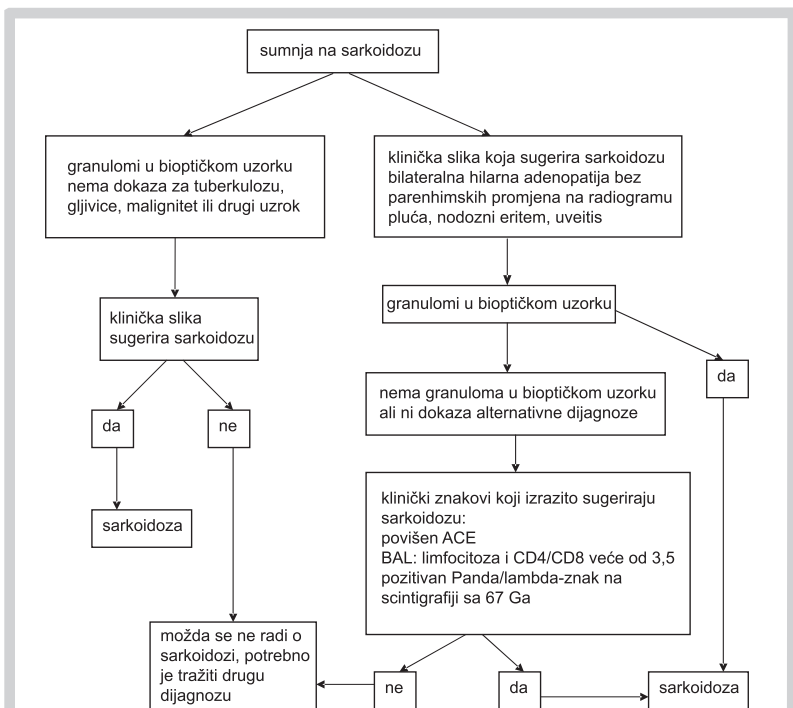 sumnja na sarkoidozu
granulomi u bioptičkom uzorku
nema dokaza za tuberkulozu,
gljivice, malignitet ili drugi uzrok
klinička slika koja sugerira sarkoidozu
bilateralna hilarna adenopatija bez
parenhimskih promjena na radiogramu
pluća, nodozni eritem, uveitis
klinička slika
sugerira sarkoidozu
granulomi u bioptičkom uzorku
da
nema granuloma u bioptičkom uzorku
ali ni dokaza alternativne dijagnoze
da
ne
klinički znakovi koji izrazito sugeriraju
sarkoidozu:
povišen ACE
BAL: limfocitoza i CD4/CD8 veće od 3,5
pozitivan Panda/lambda-znak na
scintigrafiji sa 67 Ga
sarkoidoza
možda se ne radi o
sarkoidozi, potrebno
je tražiti drugu
dijagnozu
ne
da
sarkoidoza